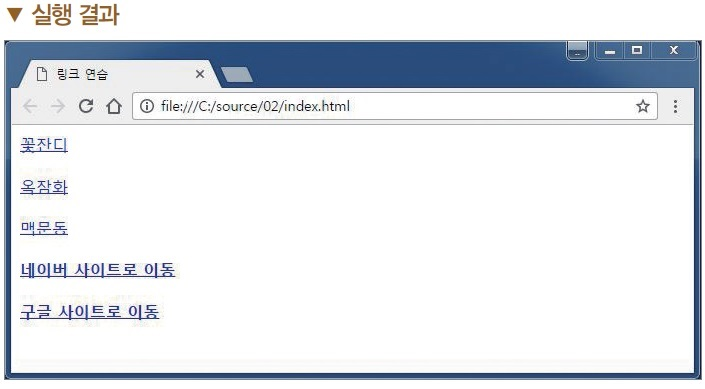 ▼ 실행 결과
링크 연습
file:///C:/source/02/index.html
꽃잔디
옥잠화
맥문동
네이버 사이트로 이동
구글 사이트로 이동